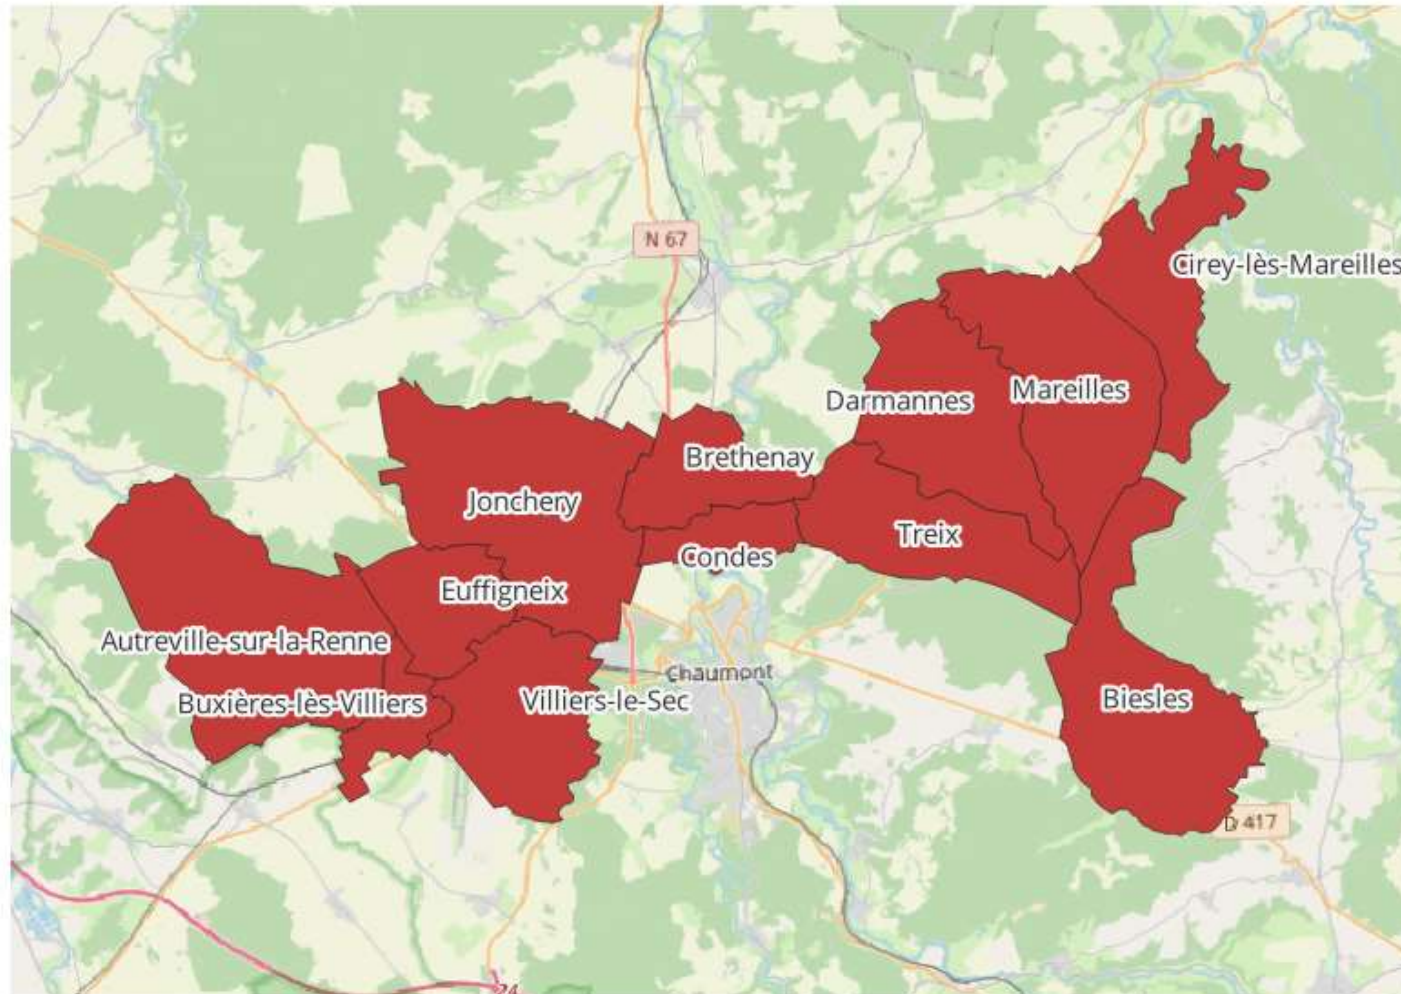 N 67
Cirey-lès-Mareilles
Mareilles
Darmannes
Brethenay
Jonchery
Treix
Condes
Euffigneix
Autreville-sur-la-Renne
Chaumont
Buxières-lès-Villiers
Villiers-le-Sec
Biesles
D 417
24